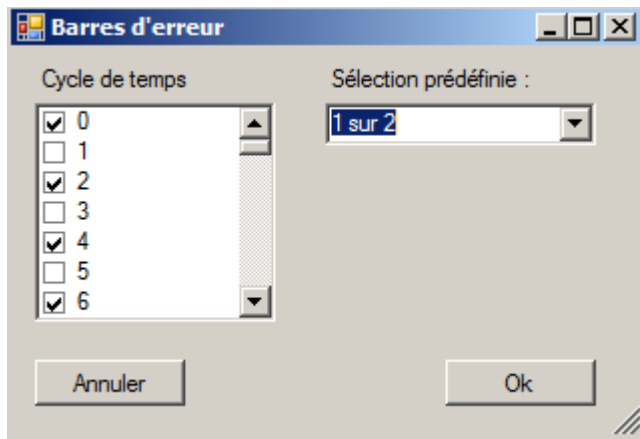 Barres d'erreur
Cycle de temps
Sélection prédéfinie :
0
1
2
3
4
5
6
1 sur 2
Annuler
Ok